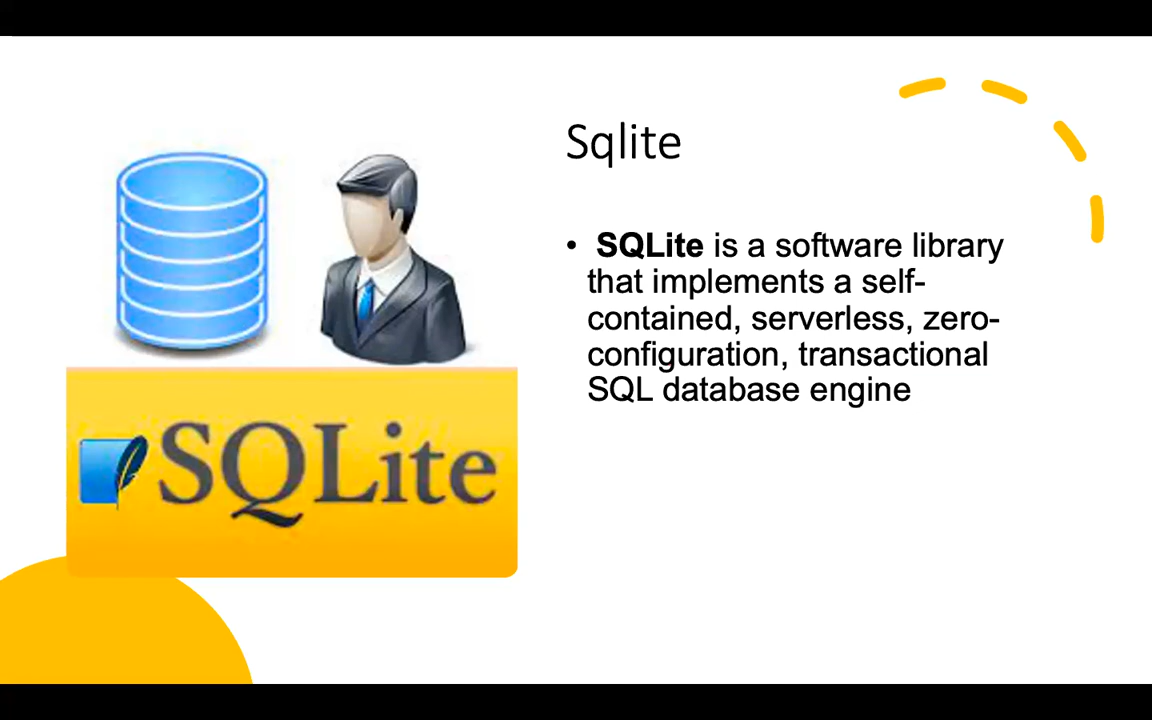 Sqlite
• SQLite is a software library
that implements a self-
contained, serverless, zero-
configuration, transactional
SQL database engine
SQLite